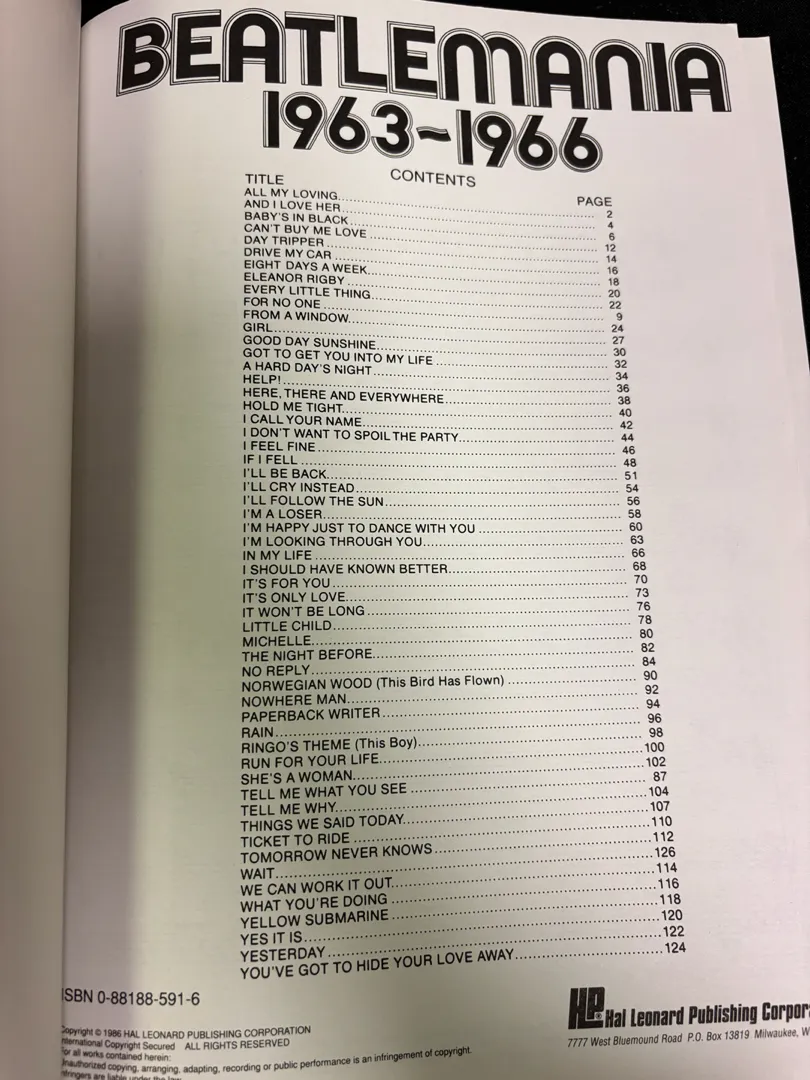 BEATLEMANIA
1963-1966
CONTENTS
TITLE PAGE
ALL MY LOVING 2
AND I LOVE HER 4
BABY'S IN BLACK 6
CAN'T BUY ME LOVE 12
DAY TRIPPER 14
DRIVE MY CAR 16
EIGHT DAYS A WEEK 18
ELEANOR RIGBY 20
EVERY LITTLE THING 22
FOR NO ONE 9
FROM A WINDOW 24
GIRL 27
GOOD DAY SUNSHINE 30
GOT TO GET YOU INTO MY LIFE 32
A HARD DAY'S NIGHT 34
HELP! 36
HERE, THERE AND EVERYWHERE 38
HOLD ME TIGHT 40
I CALL YOUR NAME 42
I DON'T WANT TO SPOIL THE PARTY 44
I FEEL FINE 46
IF I FELL 48
I'LL BE BACK 51
I'LL CRY INSTEAD 54
I'LL FOLLOW THE SUN 56
I'M A LOSER 58
I'M HAPPY JUST TO DANCE WITH YOU 60
I'M LOOKING THROUGH YOU 63
IN MY LIFE 66
I SHOULD HAVE KNOWN BETTER 68
IT'S FOR YOU 70
IT'S ONLY LOVE 73
IT WON'T BE LONG 76
LITTLE CHILD 78
MICHELLE 80
THE NIGHT BEFORE 82
NO REPLY 84
NORWEGIAN WOOD (This Bird Has Flown) 90
NOWHERE MAN 92
PAPERBACK WRITER 94
RAIN 96
RINGO'S THEME (This Boy) 98
RUN FOR YOUR LIFE 100
SHE'S A WOMAN 102
TELL ME WHAT YOU SEE 87
TELL ME WHY 104
THINGS WE SAID TODAY 107
TICKET TO RIDE 110
TOMORROW NEVER KNOWS 112
WAIT 126
WE CAN WORK IT OUT 114
WHAT YOU'RE DOING 116
YELLOW SUBMARINE 118
YES IT IS 120
YESTERDAY 122
YOU'VE GOT TO HIDE YOUR LOVE AWAY 124
ISBN 0-88188-591-6
Hal Leonard Publishing Corpor
7777 West Bluemound Road P.O. Box 13819 Milwaukee, W
Copyright © 1986 HAL LEONARD PUBLISHING CORPORATION
International Copyright Secured ALL RIGHTS RESERVED
For all works contained herein:
Unauthorized copying, arranging, adapting, recording or public performance is an infringement of copyright.
Infringers are liable under the law.